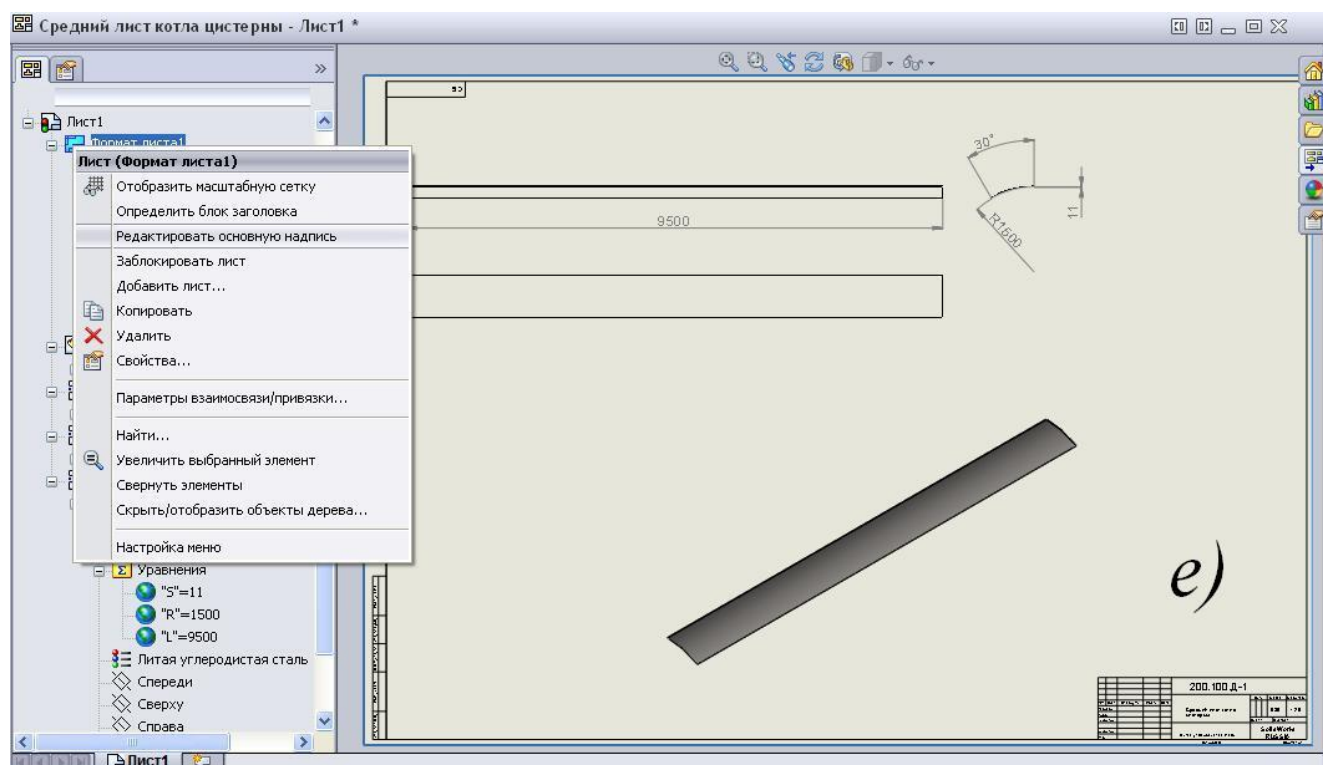 Средний лист котла цистерны - Лист1 *
Лист1
Формат листа1
Лист (Формат листа1)
Отобразить масштабную сетку
Определить блок заголовка
Редактировать основную надпись
Заблокировать лист
Добавить лист...
Копировать
Удалить
Свойства...
Параметры взаимосвязи/привязки...
Найти...
Увеличить выбранный элемент
Свернуть элементы
Скрыть/отобразить объекты дерева...
Настройка меню
Уравнения
"S"=11
"R"=1500
"L"=9500
Литая углеродистая сталь
Спереди
Сверху
Справа
Лист1
9500
30°
11
R1500
е)
200.100.Д-1
SolidWorks
RUSSIA